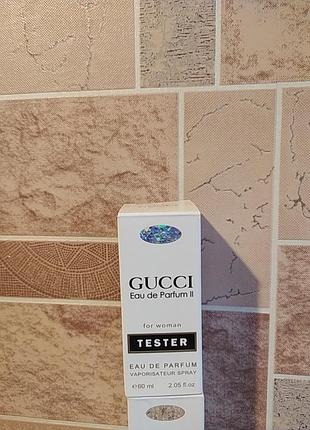 GUCCI
Eau de Parfum II
for woman
TESTER
EAU DE PARFUM
VAPORISATEUR SPRAY
℮60 ml 2.05 fl.oz